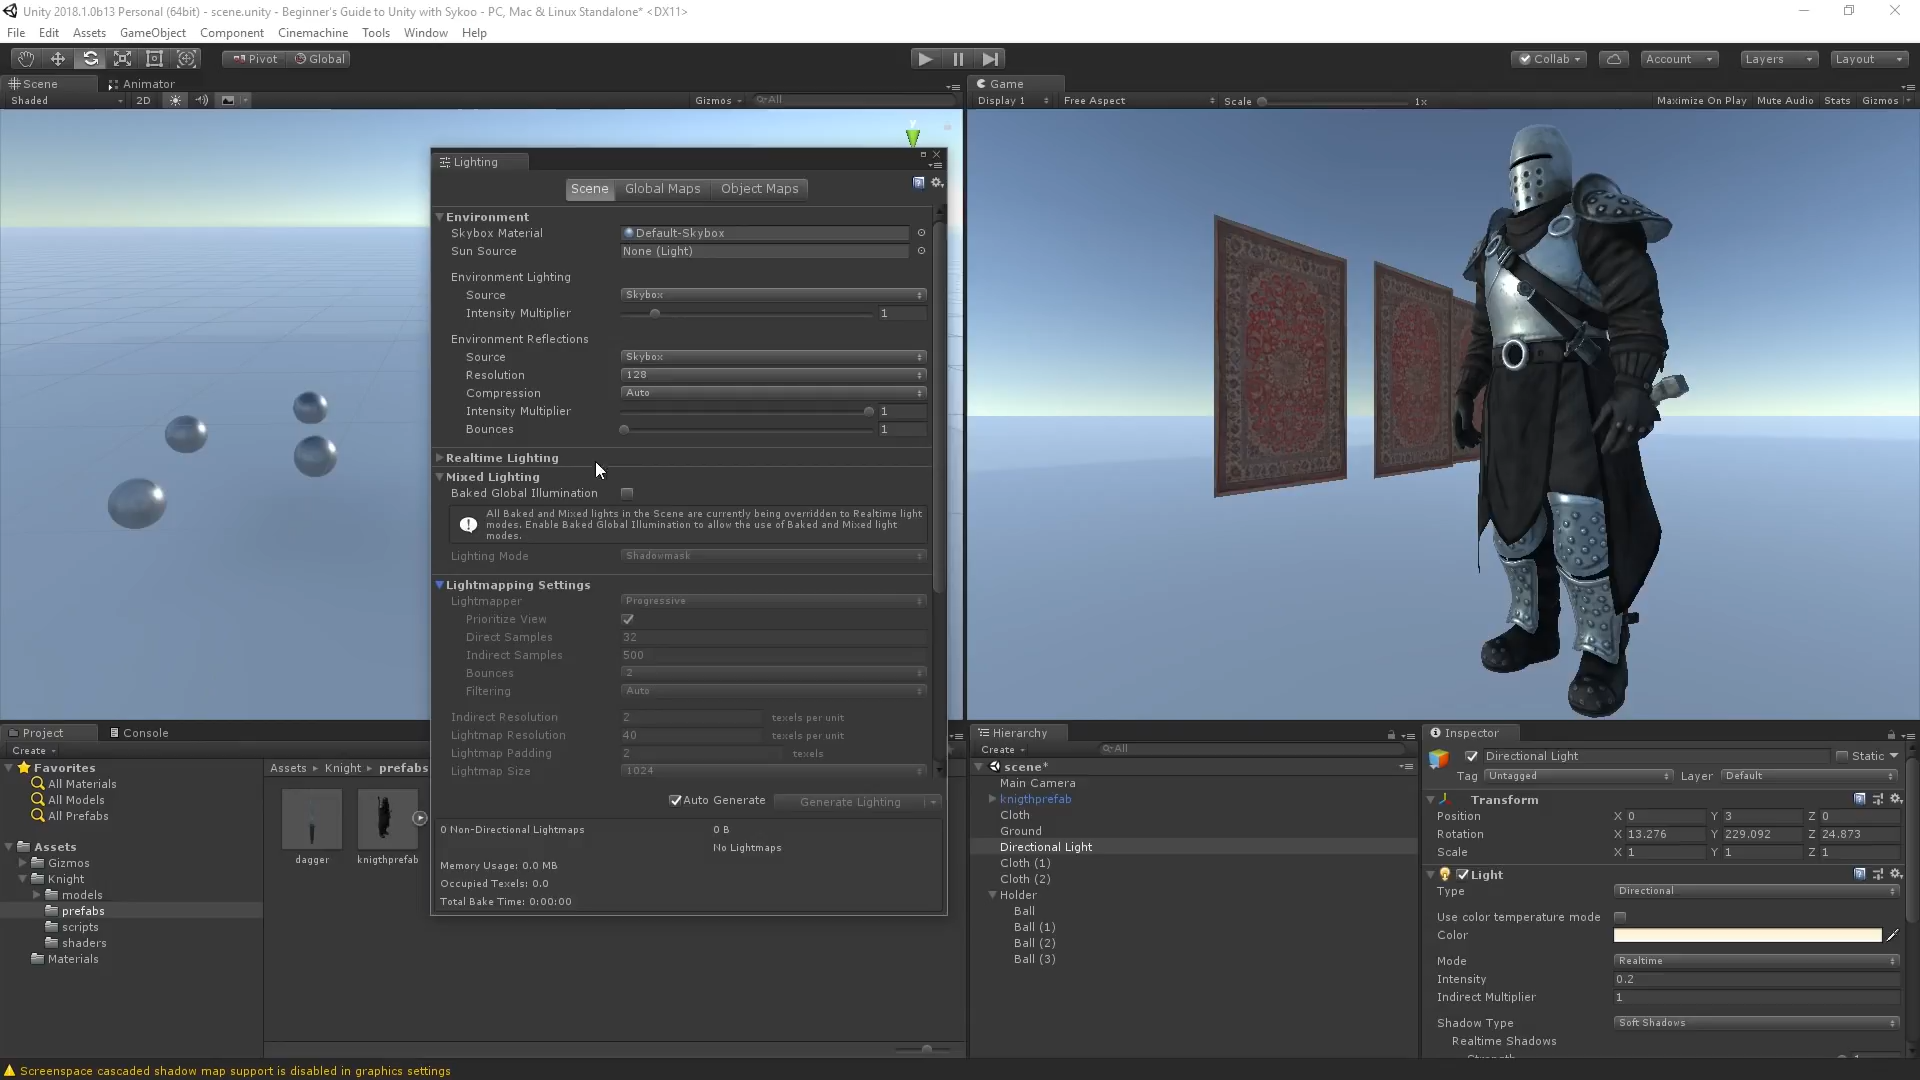 Unity 2018.1.0b13 Personal (64bit) - scene.unity - Beginner's Guide to Unity with Sykoo - PC, Mac & Linux Standalone* <DX11>
File Edit Assets GameObject Component Cinemachine Tools Window Help
Pivot Global Collab Account Layers Layout
Scene Animator
Shaded 2D Gizmos All
Game
Display 1 Free Aspect Scale 1x Maximize On Play Mute Audio Stats Gizmos
y
Lighting
Scene Global Maps Object Maps
Environment
Skybox Material Default-Skybox
Sun Source None (Light)
Environment Lighting
Source Skybox
Intensity Multiplier 1
Environment Reflections
Source Skybox
Resolution 128
Compression Auto
Intensity Multiplier 1
Bounces 1
Realtime Lighting
Mixed Lighting
Baked Global Illumination
All Baked and Mixed lights in the Scene are currently being overridden to Realtime light
modes. Enable Baked Global Illumination to allow the use of Baked and Mixed light
modes.
Lighting Mode Shadowmask
Lightmapping Settings
Lightmapper Progressive
Prioritize View
Direct Samples 32
Indirect Samples 500
Bounces 2
Filtering Auto
Indirect Resolution 2 texels per unit
Lightmap Resolution 40 texels per unit
Lightmap Padding 2 texels
Lightmap Size 1024
Auto Generate Generate Lighting
0 Non-Directional Lightmaps 0 B
No Lightmaps
Memory Usage: 0.0 MB
Occupied Texels: 0.0
Total Bake Time: 0:00:00
Project Console
Create
Favorites
All Materials
All Models
All Prefabs
Assets
Gizmos
Knight
models
prefabs
scripts
shaders
Materials
Assets Knight prefabs
dagger knigthprefab
Hierarchy
Create All
scene*
Main Camera
knigthprefab
Cloth
Ground
Directional Light
Cloth (1)
Cloth (2)
Holder
Ball
Ball (1)
Ball (2)
Ball (3)
Inspector
Directional Light Static
Tag Untagged Layer Default
Transform
Position X 0 Y 3 Z 0
Rotation X 13.276 Y 229.092 Z 24.873
Scale X 1 Y 1 Z 1
Light
Type Directional
Use color temperature mode
Color
Mode Realtime
Intensity 0.2
Indirect Multiplier 1
Shadow Type Soft Shadows
Realtime Shadows
Screenspace cascaded shadow map support is disabled in graphics settings